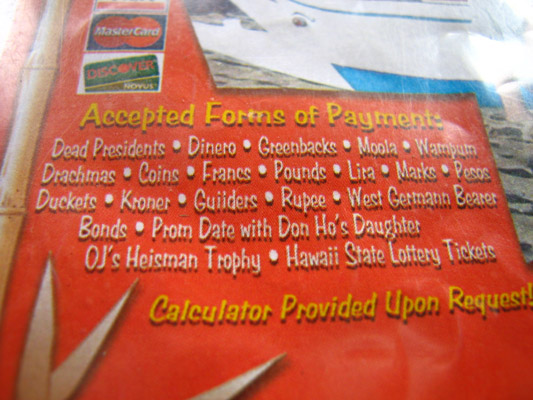 MasterCard
DISCOVER
NOVUS
Accepted Forms of Payment:
Dead Presidents • Dinero • Greenbacks • Moola • Wampum
Drachmas • Coins • Francs • Pounds • Lira • Marks • Pesos
Duckets • Kroner • Guilders • Rupee • West Germann Bearer
Bonds • Prom Date with Don Ho's Daughter
OJ's Heisman Trophy • Hawaii State Lottery Tickets
Calculator Provided Upon Request!